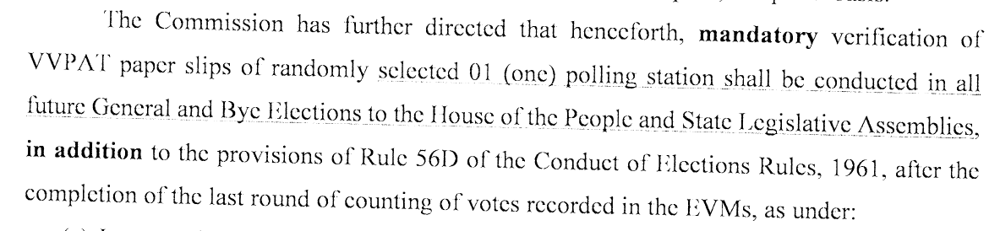 The Commission has further directed that henceforth, mandatory verification of
VVPAT paper slips of randomly selected 01 (one) polling station shall be conducted in all
future General and Bye Elections to the House of the People and State Legislative Assemblies,
in addition to the provisions of Rule 56D of the Conduct of Elections Rules, 1961, after the
completion of the last round of counting of votes recorded in the EVMs, as under: